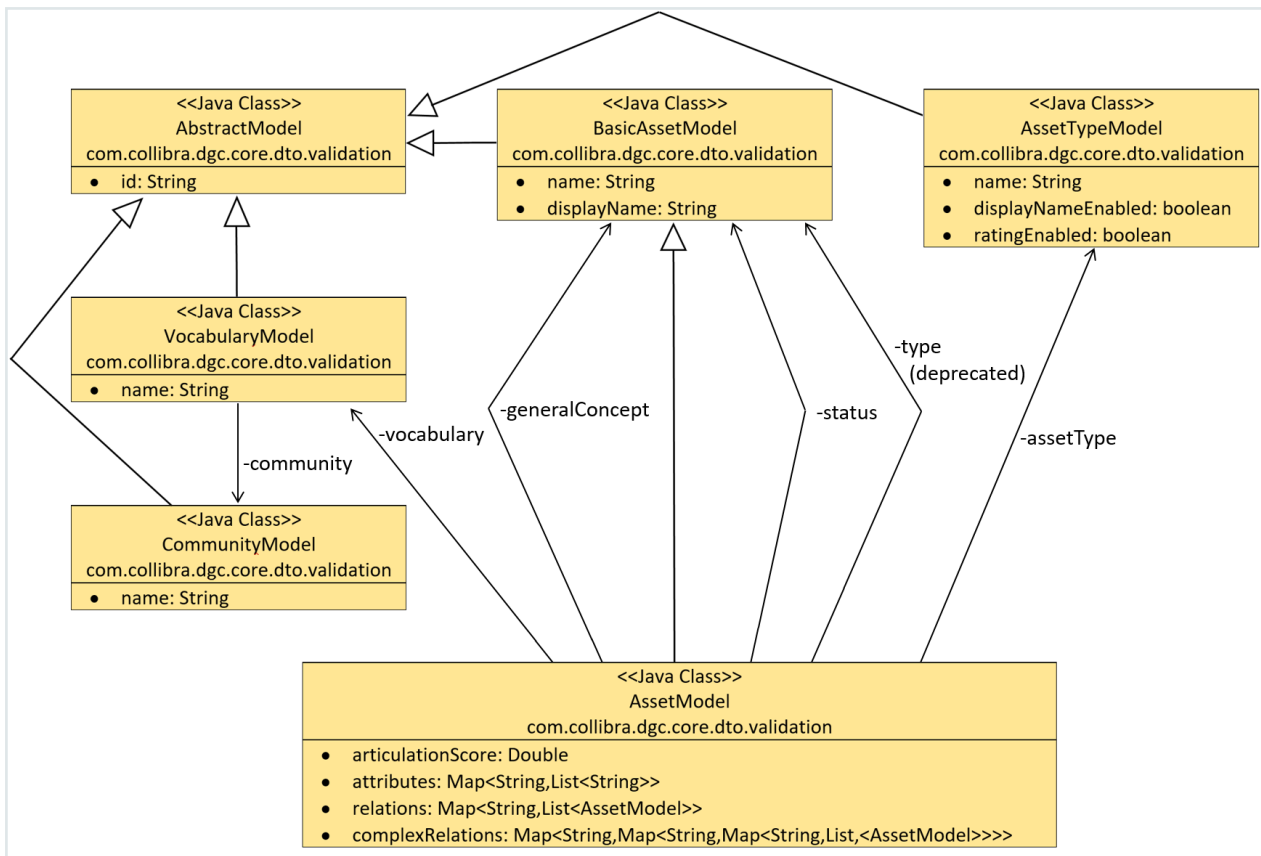 <<Java Class>>
AbstractModel
com.collibra.dgc.core.dto.validation
• id: String
<<Java Class>>
BasicAssetModel
com.collibra.dgc.core.dto.validation
• name: String
• displayName: String
<<Java Class>>
AssetTypeModel
com.collibra.dgc.core.dto.validation
• name: String
• displayNameEnabled: boolean
• ratingEnabled: boolean
<<Java Class>>
VocabularyModel
com.collibra.dgc.core.dto.validation
• name: String
-community
-vocabulary
-generalConcept
-status
-type
(deprecated)
-assetType
<<Java Class>>
CommunityModel
com.collibra.dgc.core.dto.validation
• name: String
<<Java Class>>
AssetModel
com.collibra.dgc.core.dto.validation
• articulationScore: Double
• attributes: Map<String,List<String>>
• relations: Map<String,List<AssetModel>>
• complexRelations: Map<String,Map<String,Map<String,List,<AssetModel>>>>